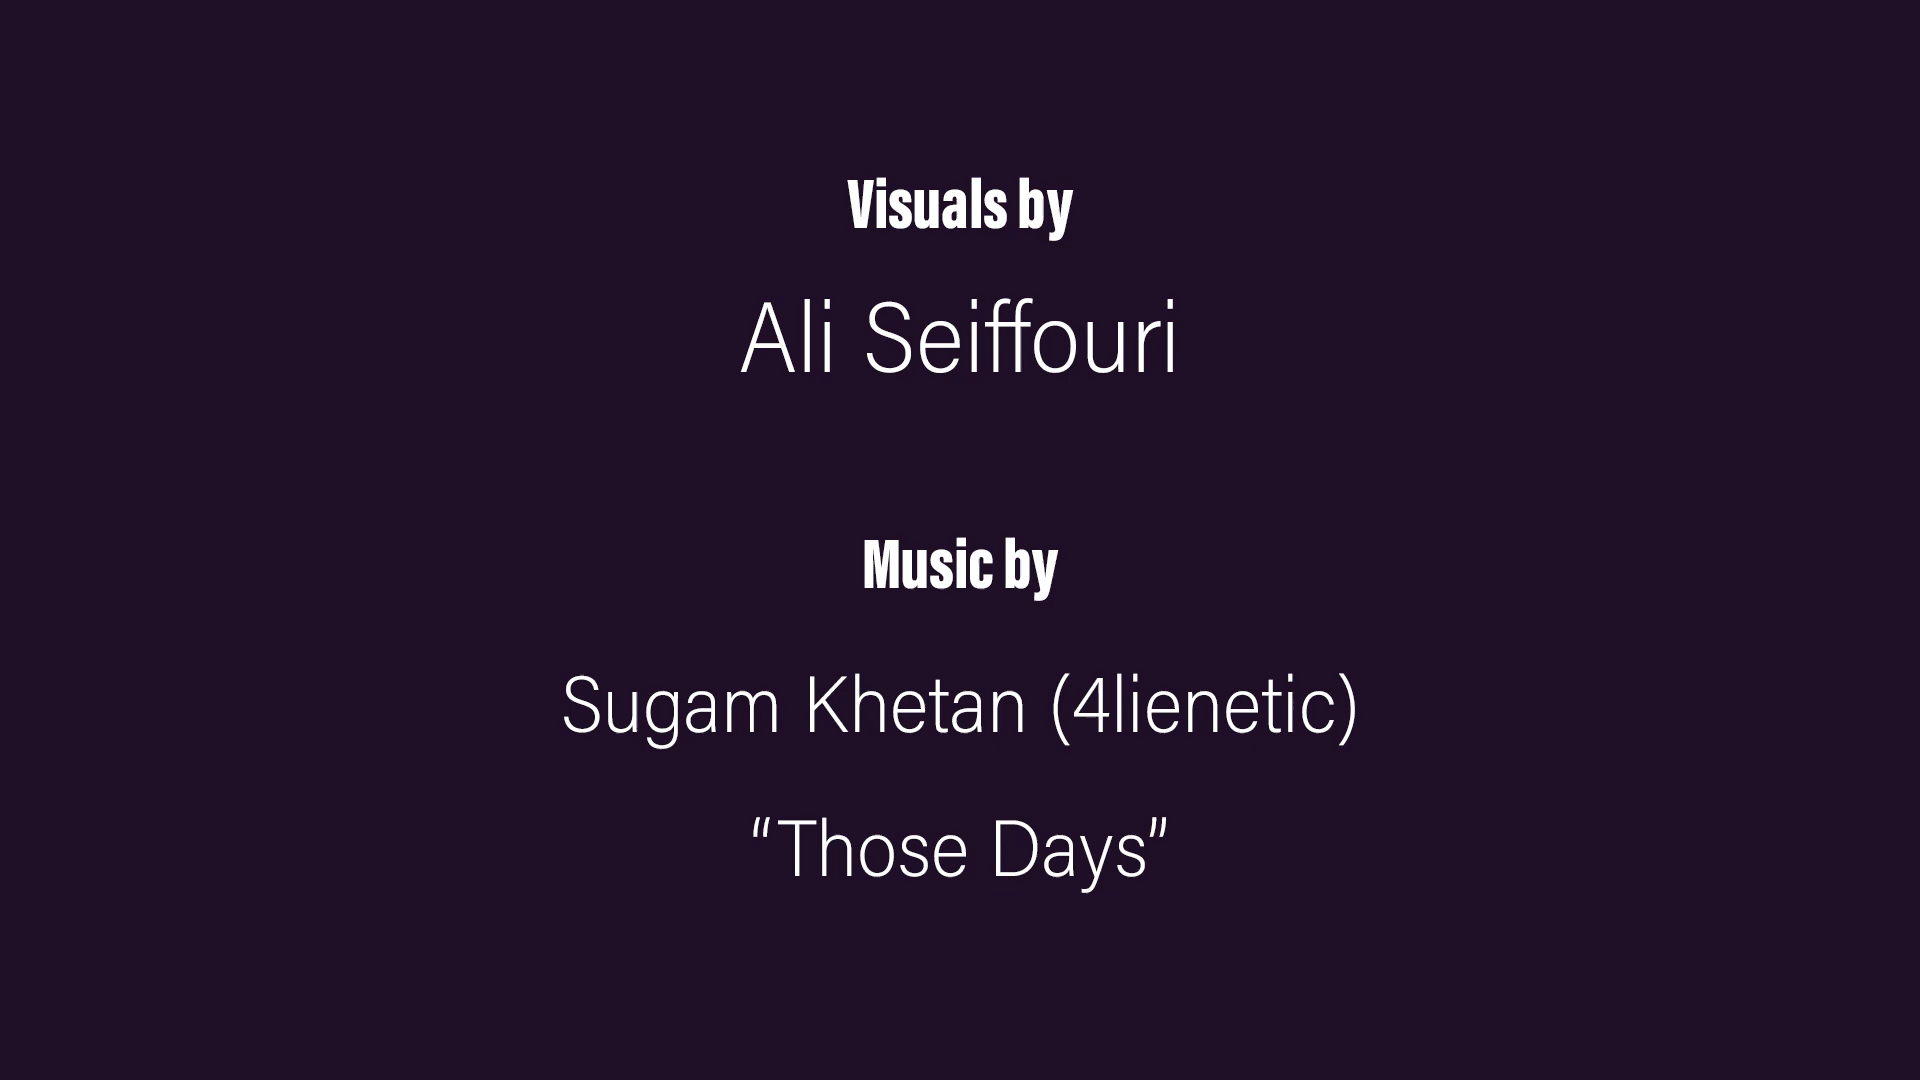 Visuals by
Ali Seiffouri
Music by
Sugam Khetan (4lienetic)
“Those Days”